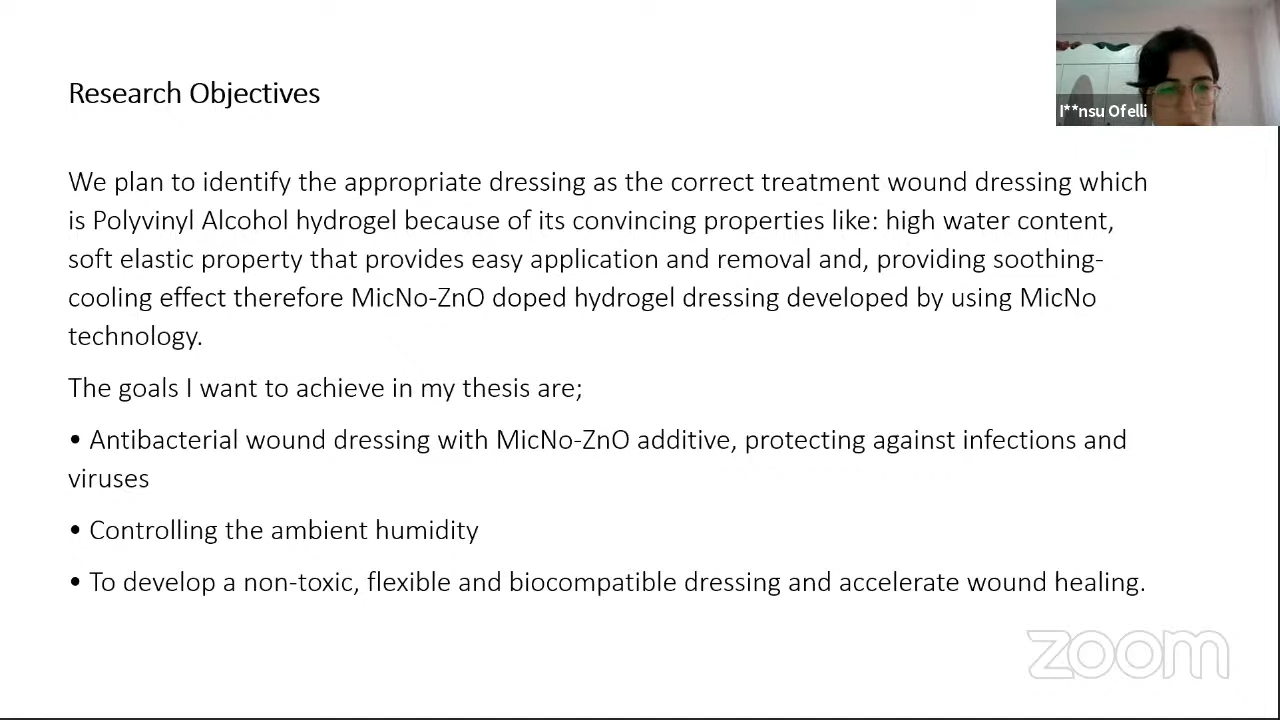 Research Objectives
I**nsu Ofelli
We plan to identify the appropriate dressing as the correct treatment wound dressing which
is Polyvinyl Alcohol hydrogel because of its convincing properties like: high water content,
soft elastic property that provides easy application and removal and, providing soothing-
cooling effect therefore MicNo-ZnO doped hydrogel dressing developed by using MicNo
technology.
The goals I want to achieve in my thesis are;
• Antibacterial wound dressing with MicNo-ZnO additive, protecting against infections and
viruses
• Controlling the ambient humidity
• To develop a non-toxic, flexible and biocompatible dressing and accelerate wound healing.
zoom